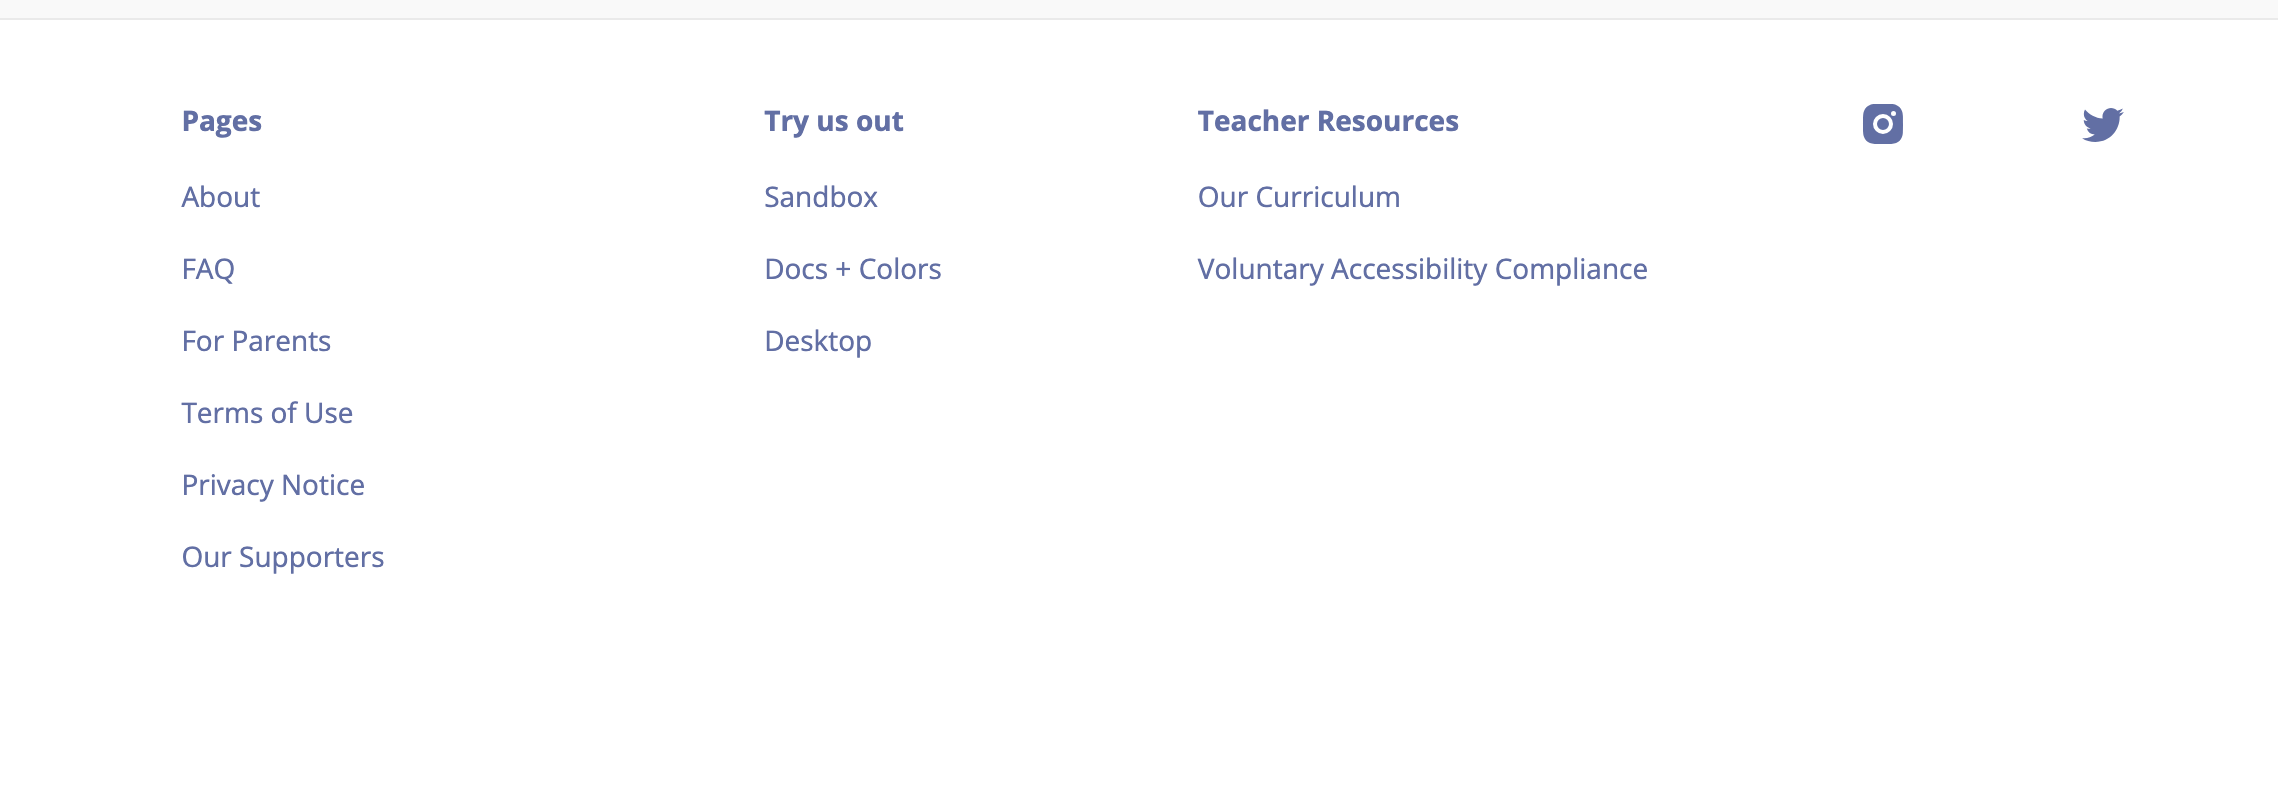 Pages
About
FAQ
For Parents
Terms of Use
Privacy Notice
Our Supporters
Try us out
Sandbox
Docs + Colors
Desktop
Teacher Resources
Our Curriculum
Voluntary Accessibility Compliance